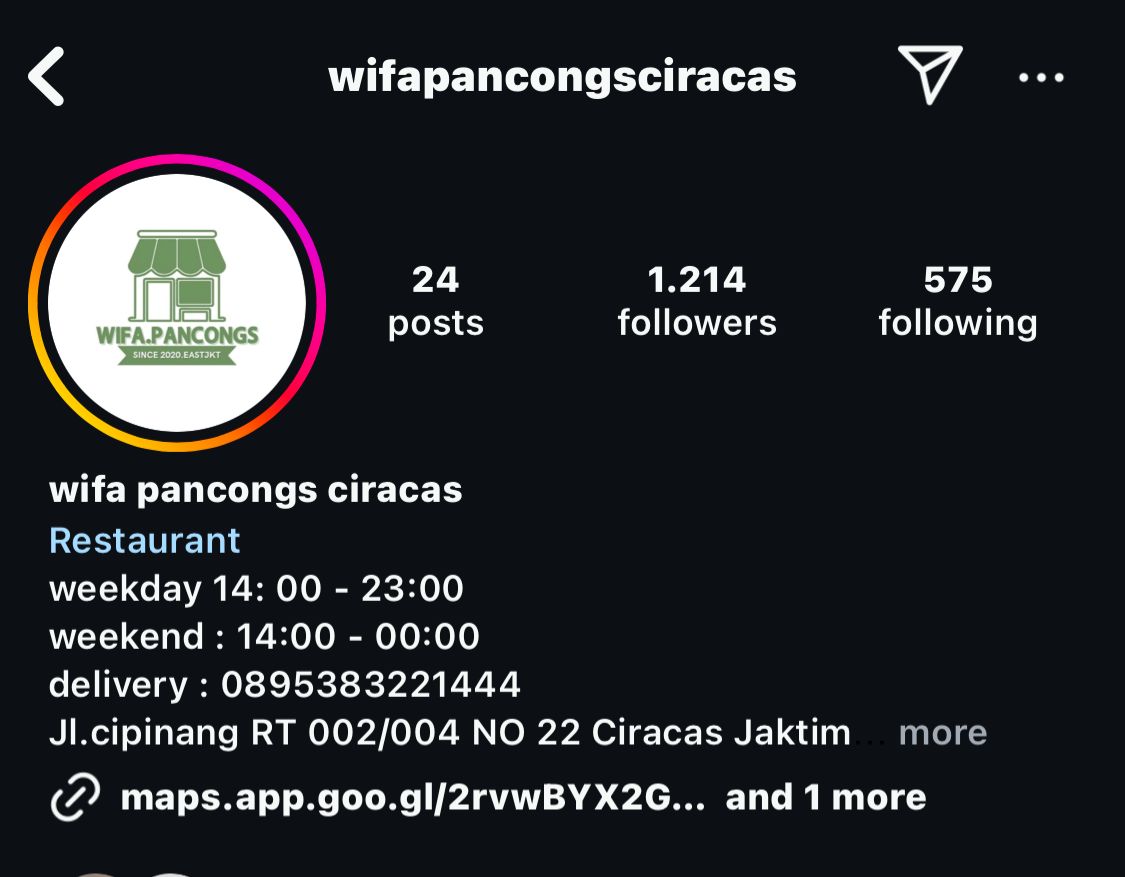 wifapancongsciracas
WIFA.PANCONGS
SINCE 2020.EASTJKT
24 1.214 575
posts followers following
wifa pancongs ciracas
Restaurant
weekday 14: 00 - 23:00
weekend : 14:00 - 00:00
delivery : 0895383221444
Jl.cipinang RT 002/004 NO 22 Ciracas Jaktim... more
maps.app.goo.gl/2rvwBYX2G... and 1 more